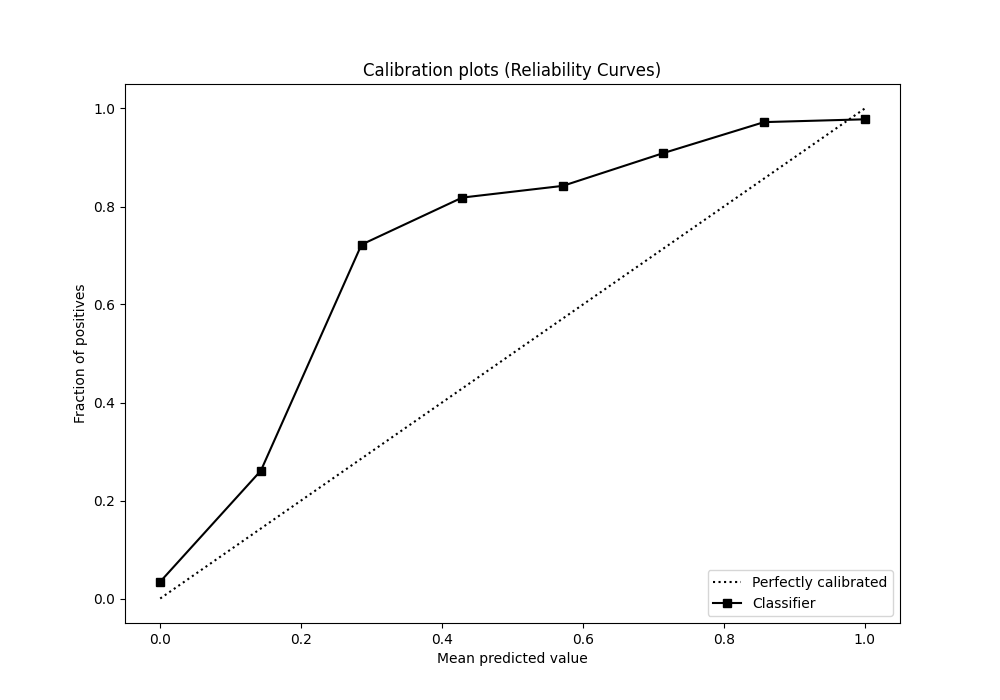 Calibration plots (Reliability Curves)
1.0
0.8
0.6
0.4
0.2
0.0
Fraction of positives
0.0 0.2 0.4 0.6 0.8 1.0
Mean predicted value
Perfectly calibrated
Classifier